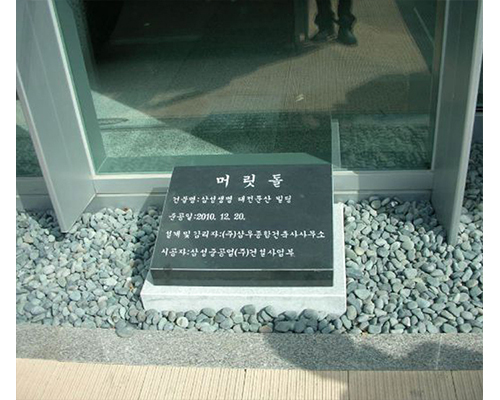 머릿돌
건물명:삼성생명 대전둔산 빌딩
준공일:2010. 12. 20.
설계 및 감리자:(주)삼우종합건축사사무소
시공자:삼성중공업(주)건설사업부